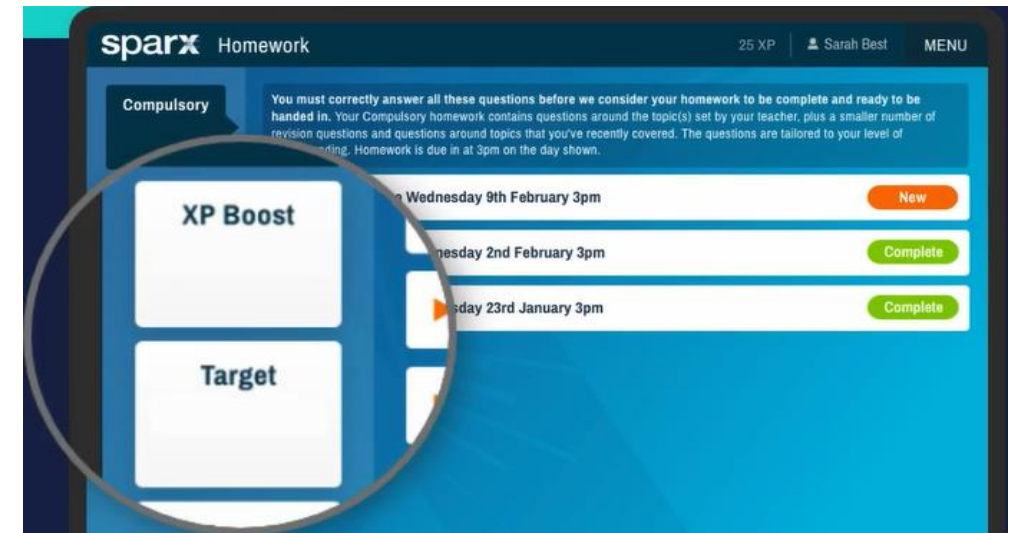 sparx Homework
25 XP
Sarah Best
MENU
Compulsory
You must correctly answer all these questions before we consider your homework to be complete and ready to be
handed in. Your Compulsory homework contains questions around the topic(s) set by your teacher, plus a smaller number of
revision questions and questions around topics that you've recently covered. The questions are tailored to your level of
Homework is due in at 3pm on the day shown.
Wednesday 9th February 3pm
New
2nd February 3pm
Complete
23rd January 3pm
Complete
XP Boost
Target